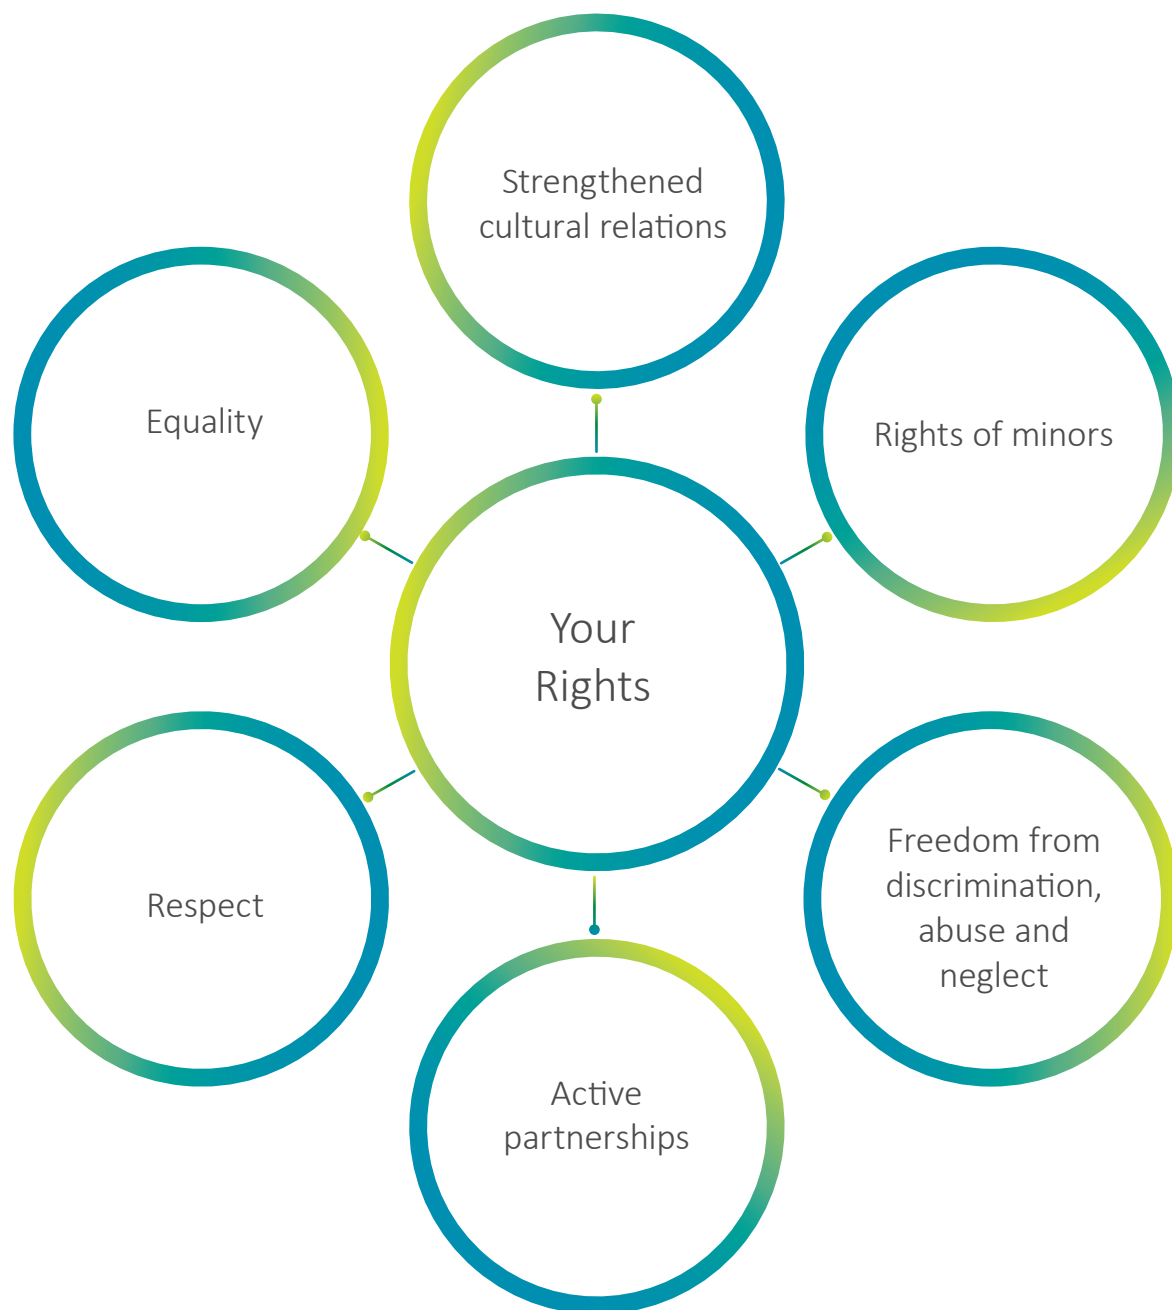 Strengthened
cultural relations
Equality
Rights of minors
Your
Rights
Respect
Freedom from
discrimination,
abuse and
neglect
Active
partnerships